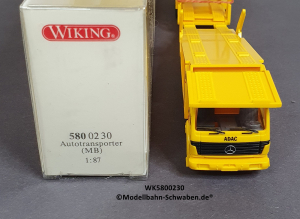 WIKING®
580 02 30
Autotransporter
(MB)
1:87
ADAC
WK5800230
©Modellbahn-Schwaben.de*